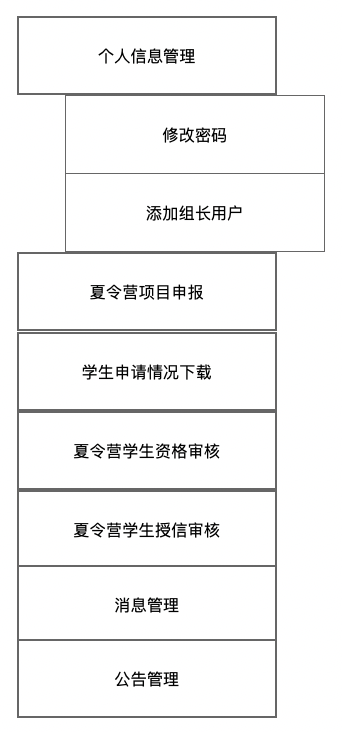 个人信息管理
修改密码
添加组长用户
夏令营项目申报
学生申请情况下载
夏令营学生资格审核
夏令营学生授信审核
消息管理
公告管理